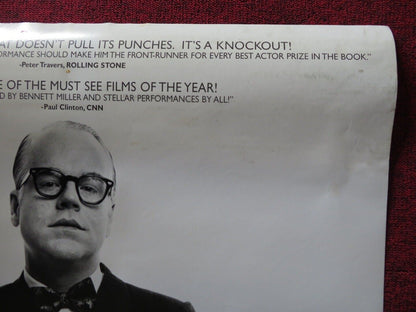 DOESN'T PULL ITS PUNCHES. IT'S A KNOCKOUT!
SHOULD MAKE HIM THE FRONT-RUNNER FOR EVERY BEST ACTOR PRIZE IN THE BOOK."
-Peter Travers, ROLLING STONE
OF THE MUST SEE FILMS OF THE YEAR!
BY BENNETT MILLER AND STELLAR PERFORMANCES BY ALL!"
-Paul Clinton, CNN